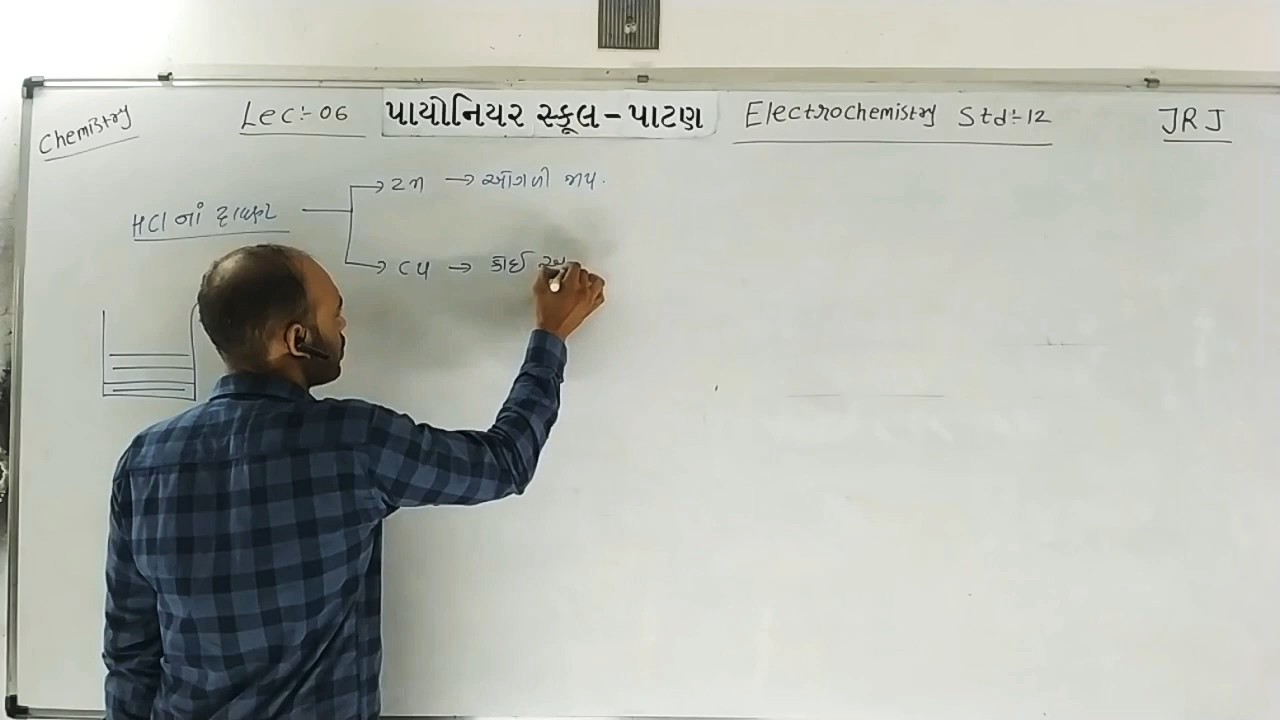 Chemistry Lec:- 06 પાયોનિયર સ્કૂલ - પાટણ Electrochemistry Std:- 12 JRJ
→ Zn → ઓગળી જાય.
HCl નાં દ્રાવણ
→ Cu → કોઈ